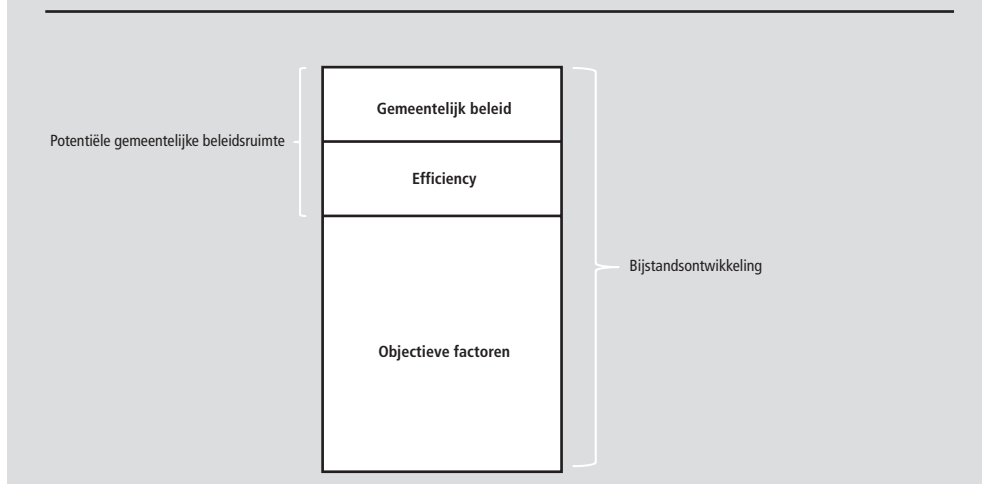 Gemeentelijk beleid
Potentiële gemeentelijke beleidsruimte
Efficiency
Bijstandsontwikkeling
Objectieve factoren